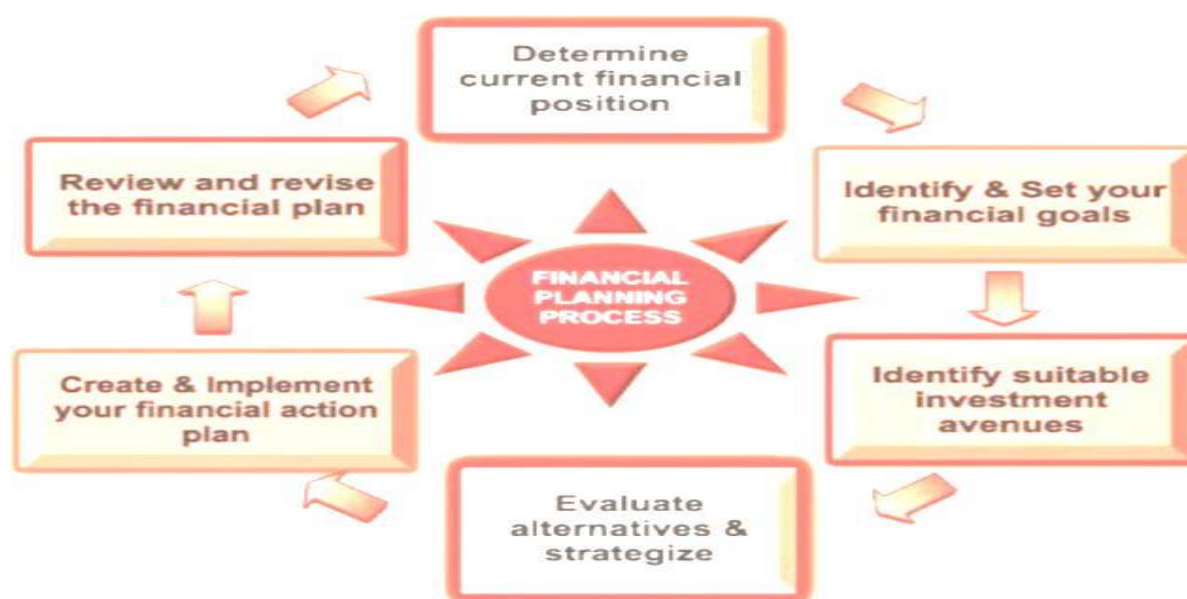 Determine
current financial
position
Identify & Set your
financial goals
Identify suitable
investment
avenues
Evaluate
alternatives &
strategize
Create & Implement
your financial action
plan
Review and revise
the financial plan
FINANCIAL
PLANNING
PROCESS